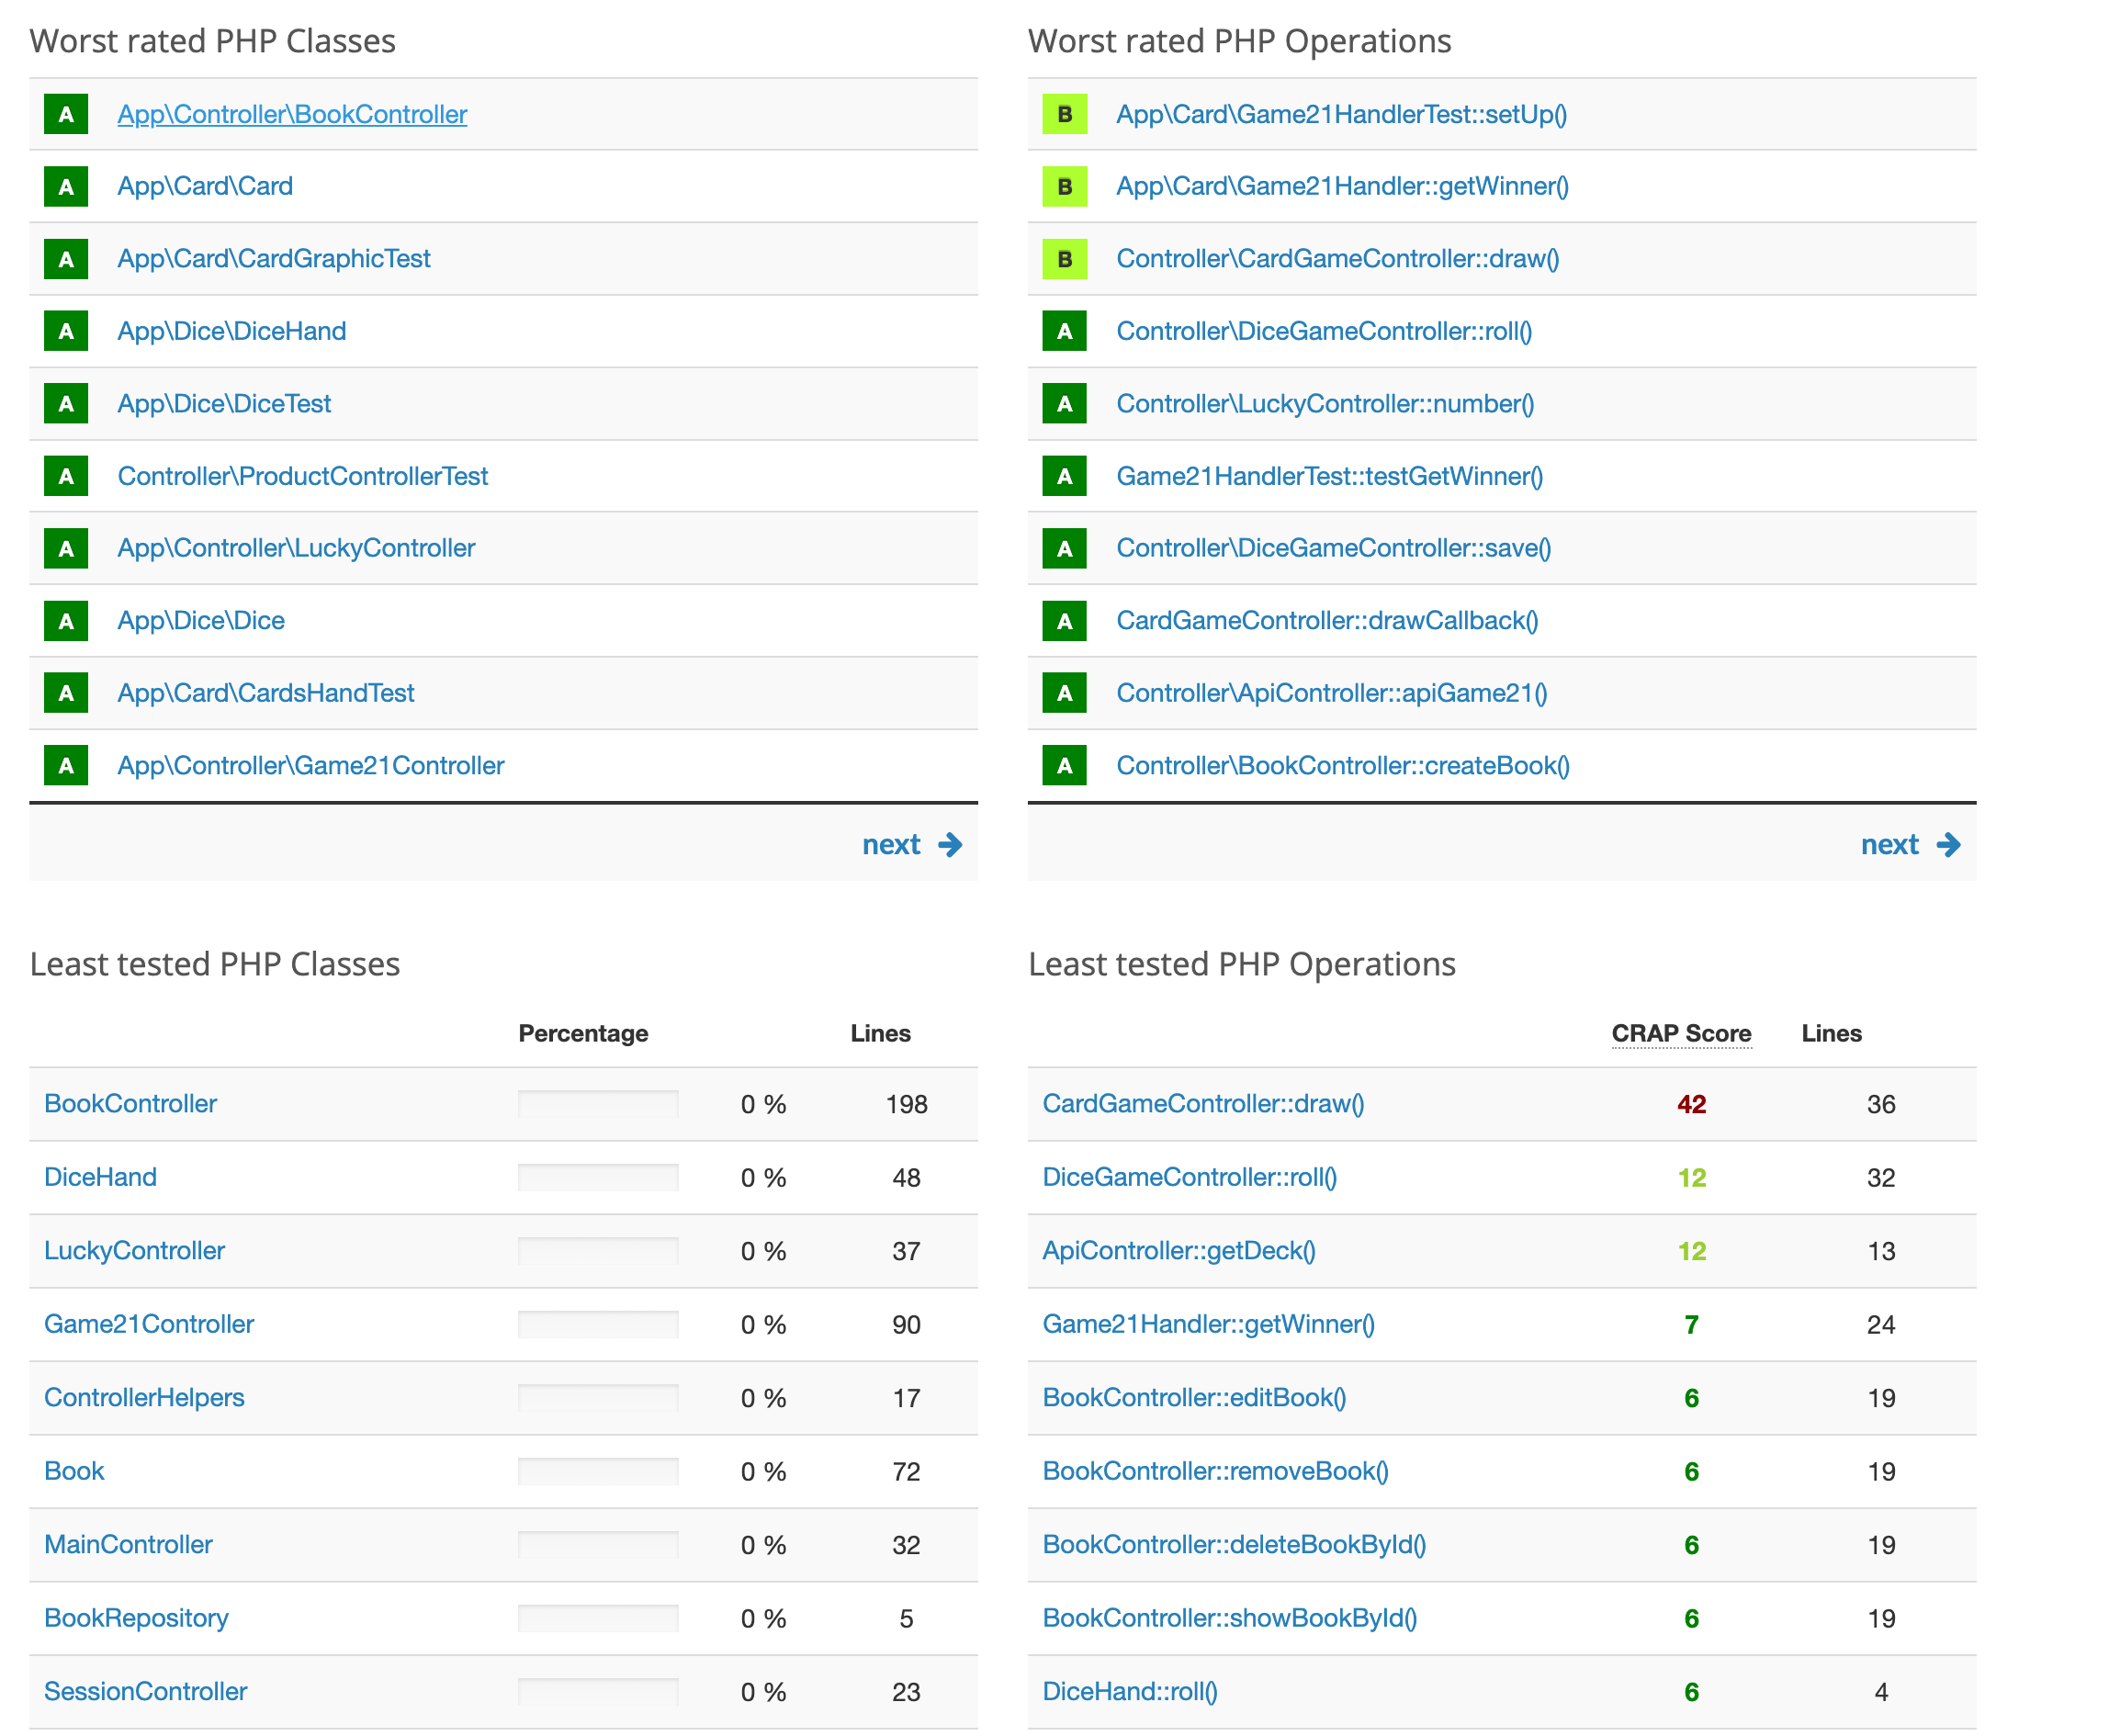 Worst rated PHP Classes
A App\Controller\BookController
A App\Card\Card
A App\Card\CardGraphicTest
A App\Dice\DiceHand
A App\Dice\DiceTest
A Controller\ProductControllerTest
A App\Controller\LuckyController
A App\Dice\Dice
A App\Card\CardsHandTest
A App\Controller\Game21Controller
next
Worst rated PHP Operations
B App\Card\Game21HandlerTest::setUp()
B App\Card\Game21Handler::getWinner()
B Controller\CardGameController::draw()
A Controller\DiceGameController::roll()
A Controller\LuckyController::number()
A Game21HandlerTest::testGetWinner()
A Controller\DiceGameController::save()
A CardGameController::drawCallback()
A Controller\ApiController::apiGame21()
A Controller\BookController::createBook()
next
Least tested PHP Classes
Percentage Lines
BookController 0 % 198
DiceHand 0 % 48
LuckyController 0 % 37
Game21Controller 0 % 90
ControllerHelpers 0 % 17
Book 0 % 72
MainController 0 % 32
BookRepository 0 % 5
SessionController 0 % 23
Least tested PHP Operations
CRAP Score Lines
CardGameController::draw() 42 36
DiceGameController::roll() 12 32
ApiController::getDeck() 12 13
Game21Handler::getWinner() 7 24
BookController::editBook() 6 19
BookController::removeBook() 6 19
BookController::deleteBookById() 6 19
BookController::showBookById() 6 19
DiceHand::roll() 6 4